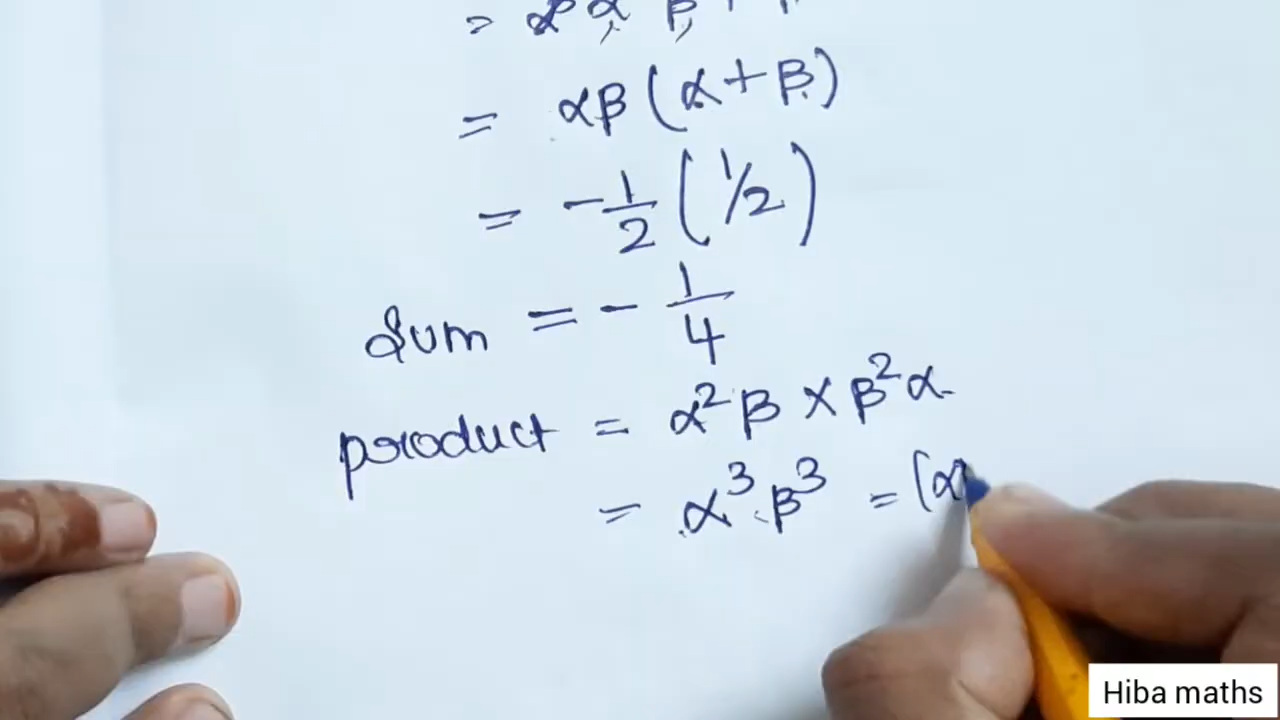 = αβ (α+β)
= -1/2 (1/2)
Sum = - 1/4
product = α²β × β²α
= α³β³ = (α
Hiba maths